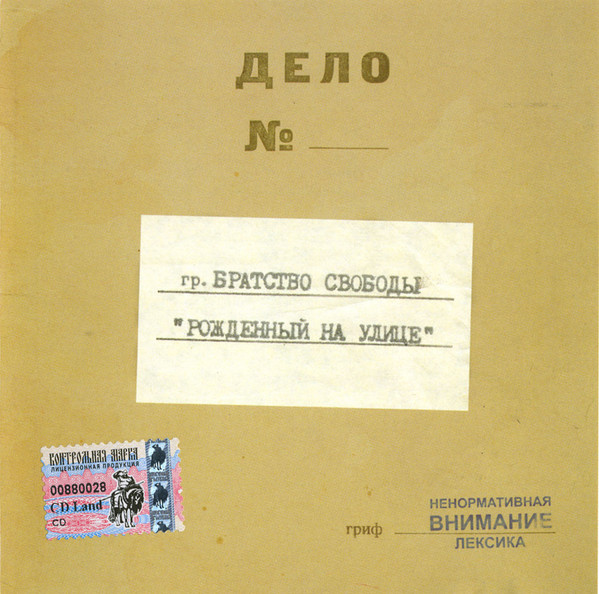 ДЕЛО
№
гр. БРАТСТВО СВОБОДЫ
"РОЖДЕННЫЙ НА УЛИЦЕ"
КОНТРОЛЬНАЯ МАРКА
ЛИЦЕНЗИОННАЯ ПРОДУКЦИЯ
00880028
CD Land
CD
гриф
НЕНОРМАТИВНАЯ
ВНИМАНИЕ
ЛЕКСИКА